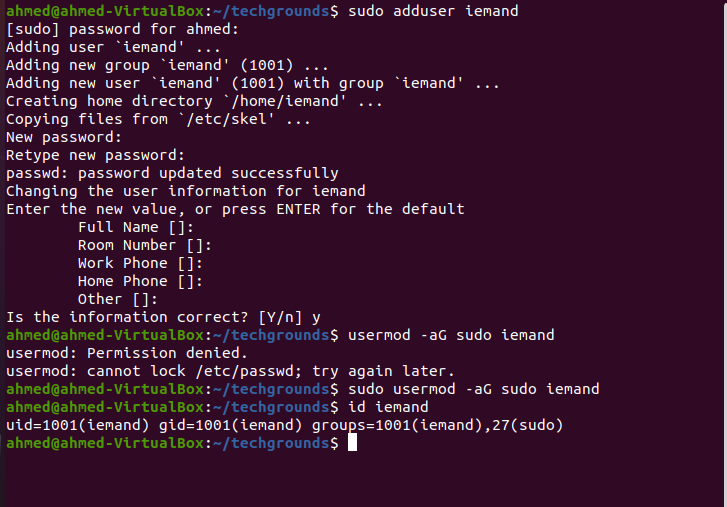 ahmed@ahmed-VirtualBox:~/techgrounds$ sudo adduser iemand
[sudo] password for ahmed:
Adding user `iemand' ...
Adding new group `iemand' (1001) ...
Adding new user `iemand' (1001) with group `iemand' ...
Creating home directory `/home/iemand' ...
Copying files from `/etc/skel' ...
New password:
Retype new password:
passwd: password updated successfully
Changing the user information for iemand
Enter the new value, or press ENTER for the default
        Full Name []:
        Room Number []:
        Work Phone []:
        Home Phone []:
        Other []:
Is the information correct? [Y/n] y
ahmed@ahmed-VirtualBox:~/techgrounds$ usermod -aG sudo iemand
usermod: Permission denied.
usermod: cannot lock /etc/passwd; try again later.
ahmed@ahmed-VirtualBox:~/techgrounds$ sudo usermod -aG sudo iemand
ahmed@ahmed-VirtualBox:~/techgrounds$ id iemand
uid=1001(iemand) gid=1001(iemand) groups=1001(iemand),27(sudo)
ahmed@ahmed-VirtualBox:~/techgrounds$